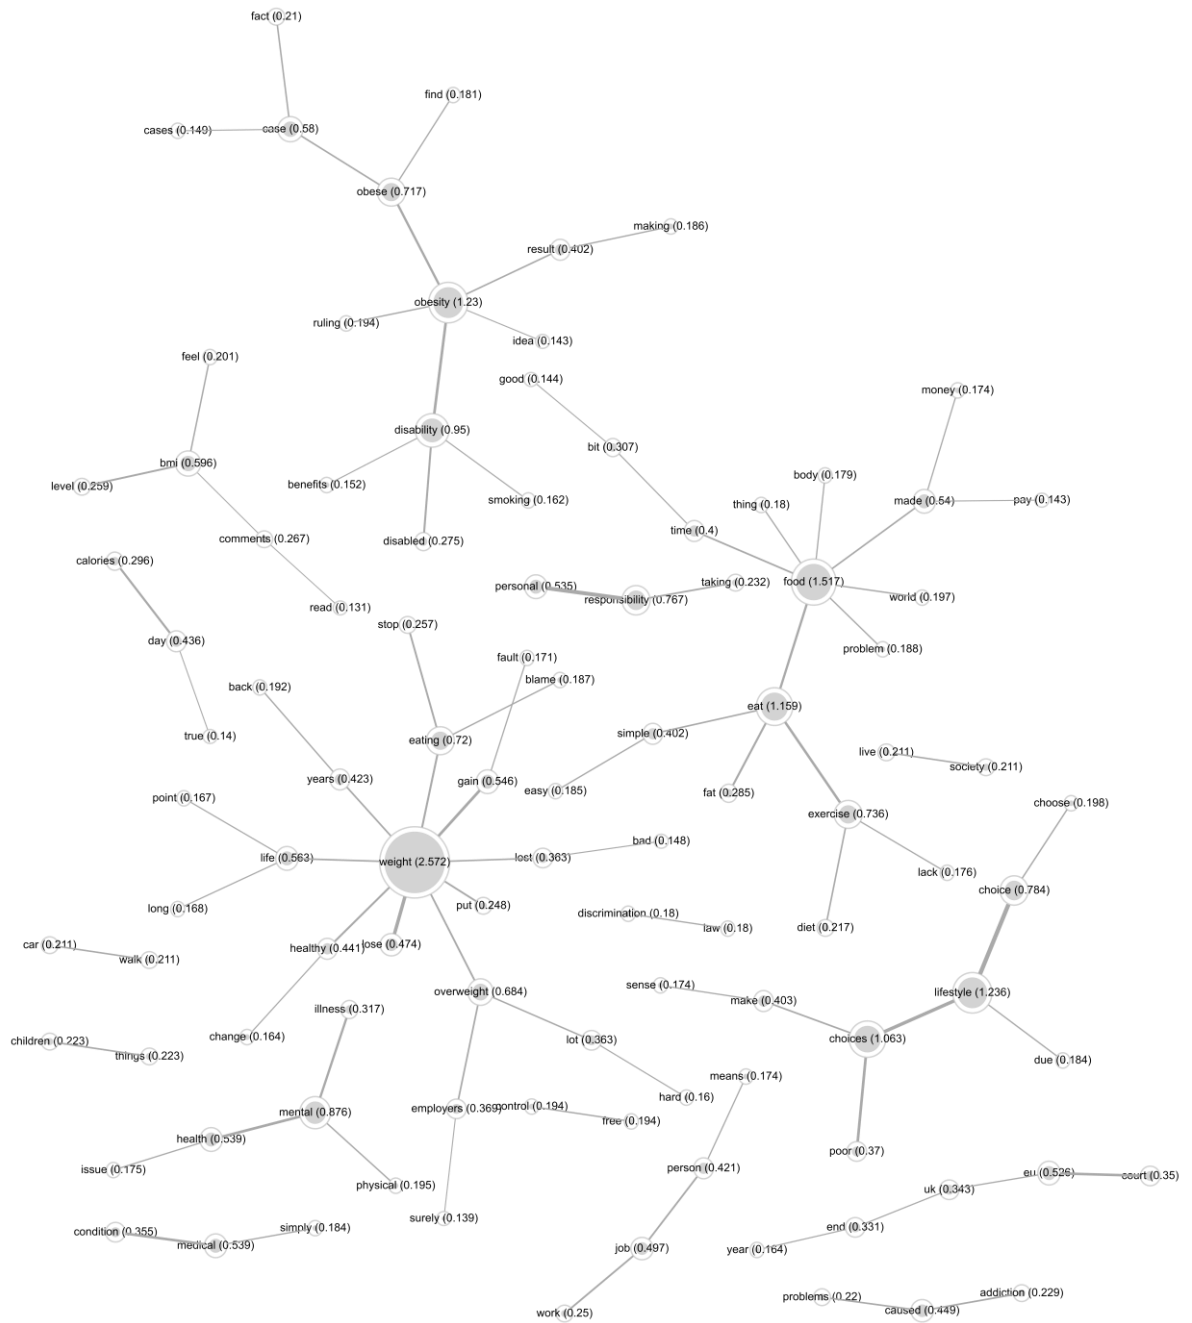 fact (0.21)
find (0.181)
cases (0.149)
case (0.58)
obese (0.717)
making (0.186)
result (0.402)
obesity (1.23)
ruling (0.194)
idea (0.143)
feel (0.201)
good (0.144)
money (0.174)
disability (0.95)
bit (0.307)
bmi (0.596)
body (0.179)
level (0.259)
benefits (0.152)
smoking (0.162)
thing (0.18)
made (0.54)
pay (0.143)
time (0.4)
comments (0.267)
disabled (0.275)
calories (0.296)
personal (0.535)
taking (0.232)
food (1.517)
responsibility (0.767)
world (0.197)
read (0.131)
stop (0.257)
day (0.436)
problem (0.188)
fault (0.171)
blame (0.187)
back (0.192)
eat (1.159)
true (0.14)
eating (0.72)
simple (0.402)
live (0.211)
society (0.211)
years (0.423)
gain (0.546)
easy (0.185)
fat (0.285)
point (0.167)
choose (0.198)
exercise (0.736)
bad (0.148)
life (0.563)
weight (2.572)
lost (0.363)
lack (0.176)
choice (0.784)
long (0.168)
put (0.248)
discrimination (0.18)
law (0.18)
diet (0.217)
car (0.211)
healthy (0.441)
lose (0.474)
walk (0.211)
sense (0.174)
overweight (0.684)
lifestyle (1.236)
make (0.403)
illness (0.317)
change (0.164)
lot (0.363)
choices (1.063)
children (0.223)
things (0.223)
due (0.184)
means (0.174)
hard (0.16)
mental (0.876)
employers (0.369)
control (0.194)
free (0.194)
health (0.539)
poor (0.37)
issue (0.175)
person (0.421)
eu (0.526)
court (0.35)
physical (0.195)
uk (0.343)
surely (0.139)
condition (0.355)
simply (0.184)
end (0.331)
medical (0.539)
job (0.497)
year (0.164)
problems (0.22)
addiction (0.229)
work (0.25)
caused (0.449)